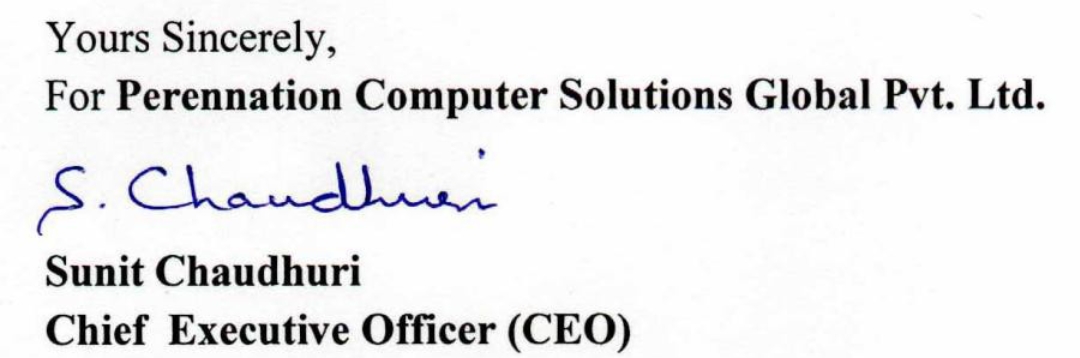 Yours Sincerely,
For Perennation Computer Solutions Global Pvt. Ltd.
S. Chaudhuri
Sunit Chaudhuri
Chief Executive Officer (CEO)